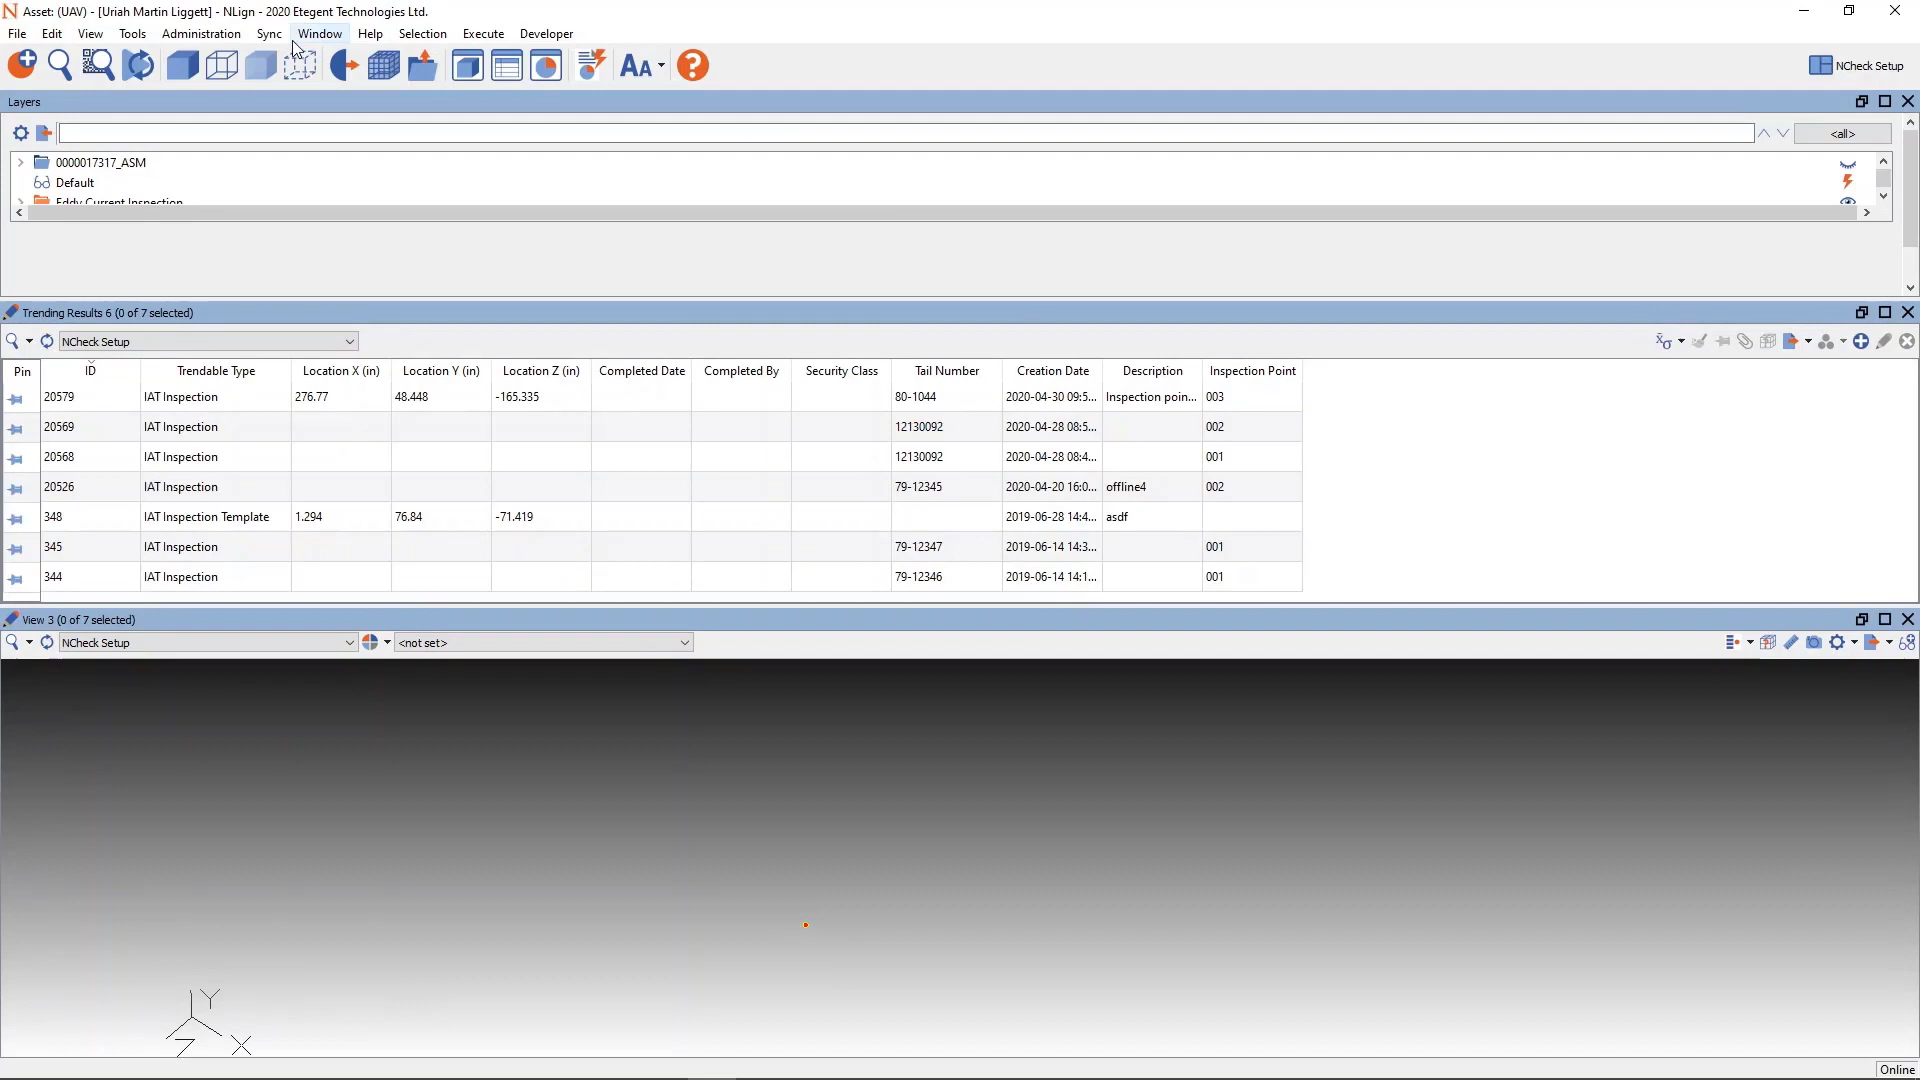 Asset: (UAV) - [Uriah Martin Liggett] - NLign - 2020 Etegent Technologies Ltd.
File Edit View Tools Administration Sync Window Help Selection Execute Developer
NCheck Setup
Layers
<all>
0000017317_ASM
Default
Eddy Current Inspection
Trending Results 6 (0 of 7 selected)
NCheck Setup
Pin ID Trendable Type Location X (in) Location Y (in) Location Z (in) Completed Date Completed By Security Class Tail Number Creation Date Description Inspection Point
20579 IAT Inspection 276.77 48.448 -165.335 80-1044 2020-04-30 09:5... Inspection poin... 003
20569 IAT Inspection 12130092 2020-04-28 08:5... 002
20568 IAT Inspection 12130092 2020-04-28 08:4... 001
20526 IAT Inspection 79-12345 2020-04-20 16:0... offline4 002
348 IAT Inspection Template 1.294 76.84 -71.419 2019-06-28 14:4... asdf
345 IAT Inspection 79-12347 2019-06-14 14:3... 001
344 IAT Inspection 79-12346 2019-06-14 14:1... 001
View 3 (0 of 7 selected)
NCheck Setup <not set>
Y
Z X
Online